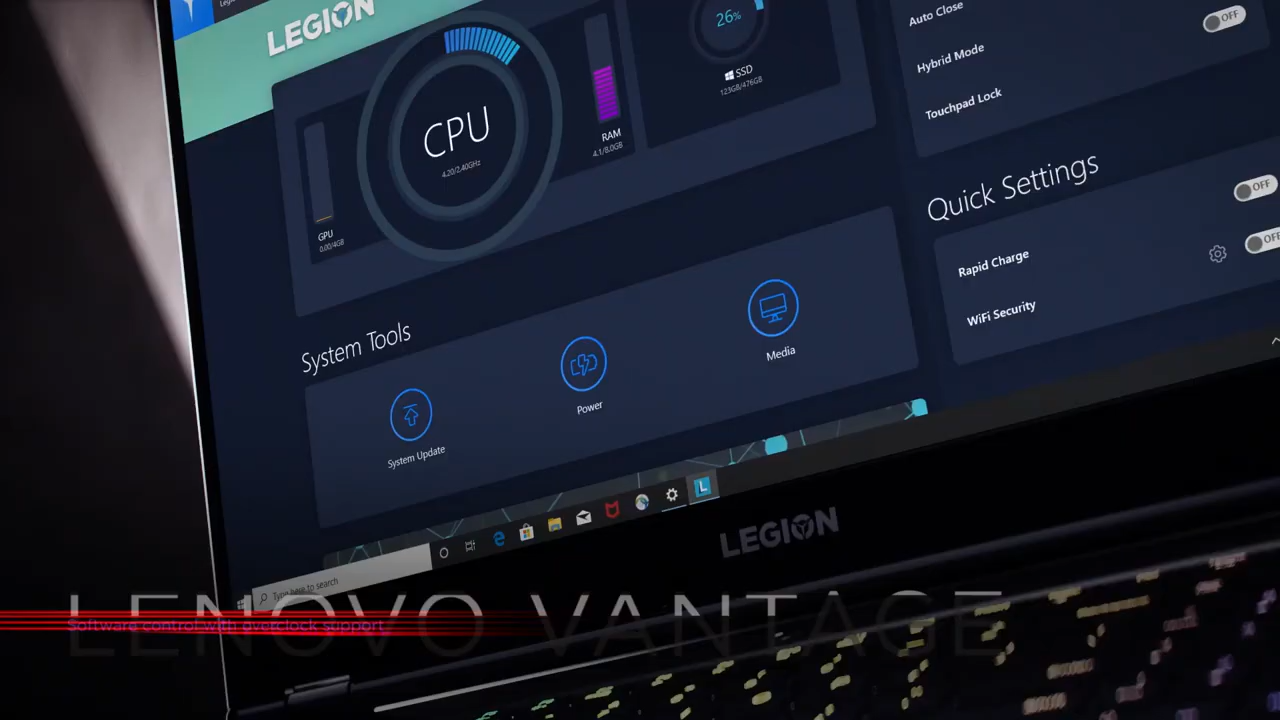 LEGION
CPU
4.20/2.40GHz
GPU
0.00/4GB
RAM
4.1/8.0GB
26%
SSD
123GB/476GB
Auto Close
OFF
Hybrid Mode
Touchpad Lock
Quick Settings
OFF
Rapid Charge
OFF
WiFi Security
System Tools
System Update
Power
Media
L
Type here to search
LEGION
LENOVO VANTAGE
Software control with overclock support